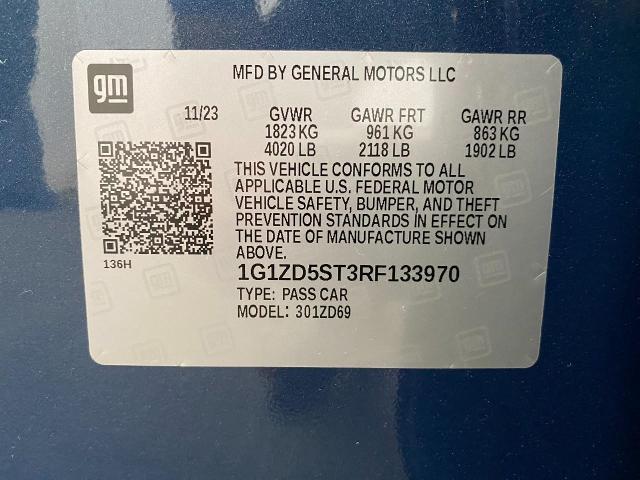 gm
MFD BY GENERAL MOTORS LLC
11/23 GVWR GAWR FRT GAWR RR
1823 KG 961 KG 863 KG
4020 LB 2118 LB 1902 LB
THIS VEHICLE CONFORMS TO ALL
APPLICABLE U.S. FEDERAL MOTOR
VEHICLE SAFETY, BUMPER, AND THEFT
PREVENTION STANDARDS IN EFFECT ON
THE DATE OF MANUFACTURE SHOWN
ABOVE.
136H
1G1ZD5ST3RF133970
TYPE: PASS CAR
MODEL: 301ZD69